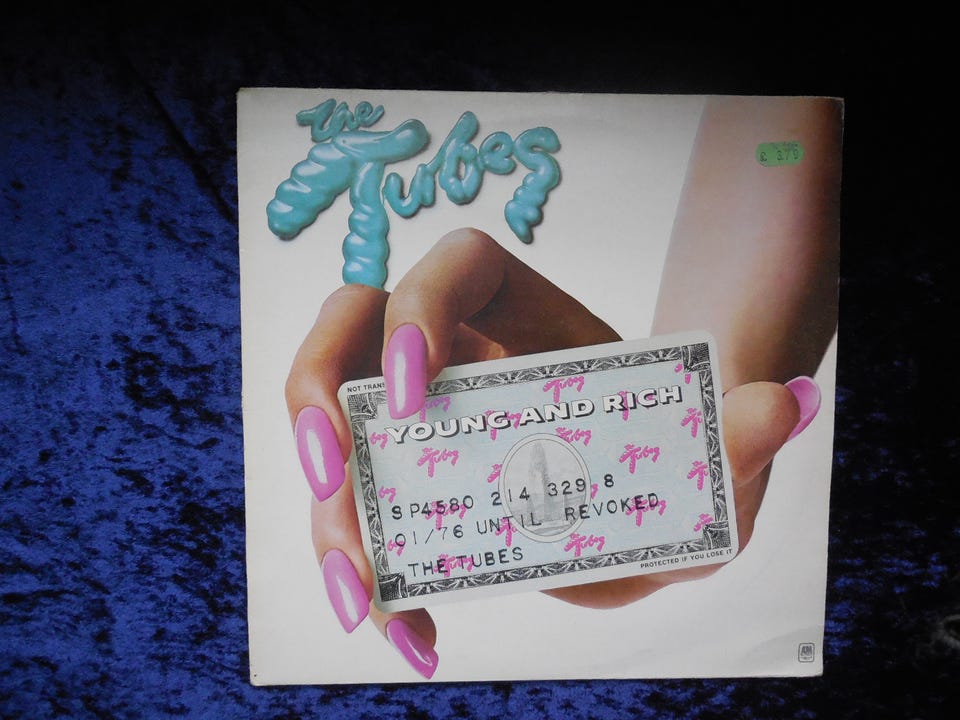 the Tubes
£ 3.79
NOT TRANS
YOUNG AND RICH
SP4580 214 329 8
01/76 UNTIL REVOKED
THE TUBES
PROTECTED IF YOU LOSE IT
A&M